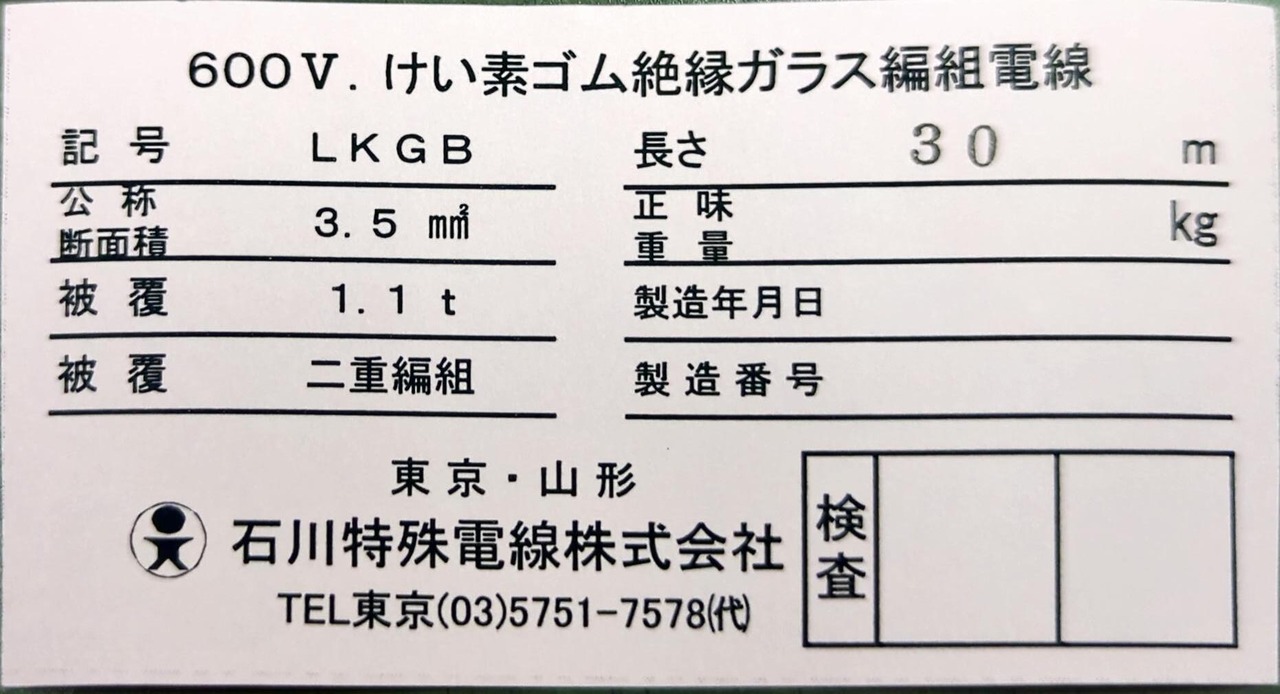 600V. けい素ゴム絶縁ガラス編組電線
記号 LKGB
公称断面積 3.5 ㎟
被覆 1.1 t
被覆 二重編組
長さ 30 m
正味重量 kg
製造年月日
製造番号
東京・山形
石川特殊電線株式会社
TEL東京(03)5751-7578(代)
検査